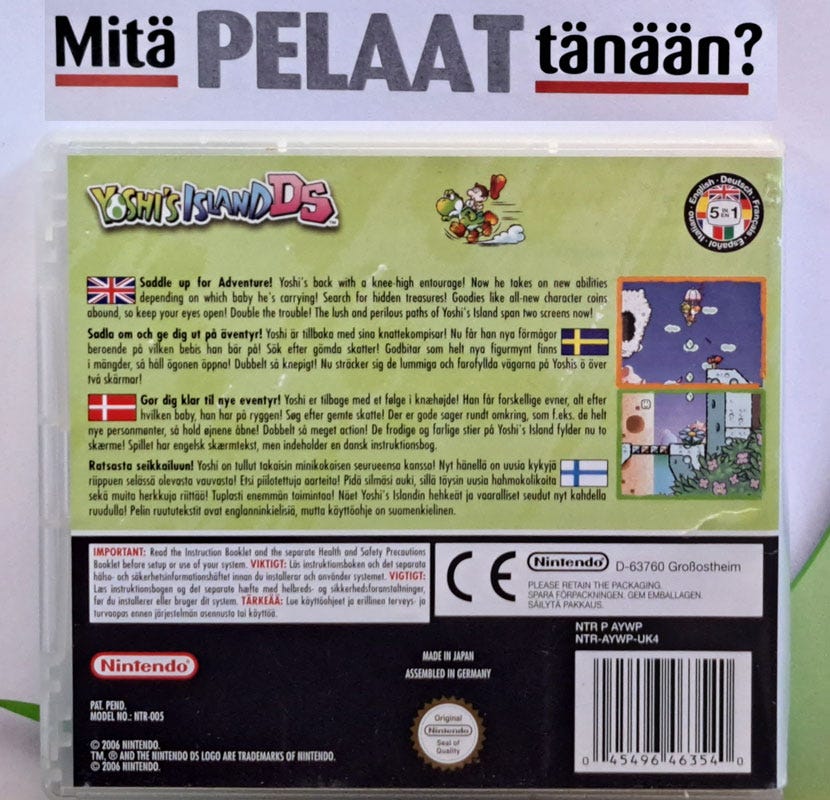 Mitä PELAAT tänään?
YOSHI'S ISLAND DS™
English · Deutsch · Français · Español · Italiano
5 IN EN 1
Saddle up for Adventure! Yoshi's back with a knee-high entourage! Now he takes on new abilities
depending on which baby he's carrying! Search for hidden treasures! Goodies like all-new character coins
abound, so keep your eyes open! Double the trouble! The lush and perilous paths of Yoshi's Island span two screens now!
Sadla om och ge dig ut på äventyr! Yoshi är tillbaka med sina knattekompisar! Nu får han nya förmågor
beroende på vilken bebis han bär på! Sök efter gömda skatter! Godbitar som helt nya figurmynt finns
i mängder, så håll ögonen öppna! Dubbelt så knepigt! Nu sträcker sig de lummiga och farofyllda vägarna på Yoshis ö över
två skärmar!
Gør dig klar til nye eventyr! Yoshi er tilbage med et følge i knæhøjde! Han får forskellige evner, alt efter
hvilken baby, han har på ryggen! Søg efter gemte skatte! Der er gode sager rundt omkring, som f.eks. de helt
nye personmønter, så hold øjnene åbne! Dobbelt så meget action! De frodige og farlige stier på Yoshi's Island fylder nu to
skærme! Spillet har engelsk skærmtekst, men indeholder en dansk instruktionsbog.
Ratsasta seikkailuun! Yoshi on tullut takaisin minikokoisen seurueensa kanssa! Nyt hänellä on uusia kykyjä
riippuen selässä olevasta vauvasta! Etsi piilotettuja aarteita! Pidä silmäsi auki, sillä täysin uusia hahmokolikoita
sekä muita herkkuja riittää! Tuplasti enemmän toimintaa! Näet Yoshi's Islandin hehkeät ja vaaralliset seudut nyt kahdella
ruudulla! Pelin ruututekstit ovat englanninkielisiä, mutta käyttöohje on suomenkielinen.
IMPORTANT: Read the Instruction Booklet and the separate Health and Safety Precautions
Booklet before setup or use of your system. VIKTIGT: Läs instruktionsboken och det separata
hälso- och säkerhetsinformationshäftet innan du installerar och använder systemet. VIGTIGT:
Læs instruktionsbogen og det separate hæfte med helbreds- og sikkerhedsforanstaltninger,
før du installerer eller bruger dit system. TÄRKEÄÄ: Lue käyttöohjeet ja erillinen terveys- ja
turvaopas ennen järjestelmän asennusta tai käyttöä.
CE
Nintendo® D-63760 Großostheim
PLEASE RETAIN THE PACKAGING.
SPARA FÖRPACKNINGEN. GEM EMBALLAGEN.
SÄILYTÄ PAKKAUS.
NTR P AYWP
NTR-AYWP-UK4
Nintendo®
MADE IN JAPAN
ASSEMBLED IN GERMANY
PAT. PEND.
MODEL NO.: NTR-005
Original
Nintendo
Seal of
Quality
© 2006 NINTENDO.
TM, ® AND THE NINTENDO DS LOGO ARE TRADEMARKS OF NINTENDO.
© 2006 NINTENDO.
0 45496 46354 0